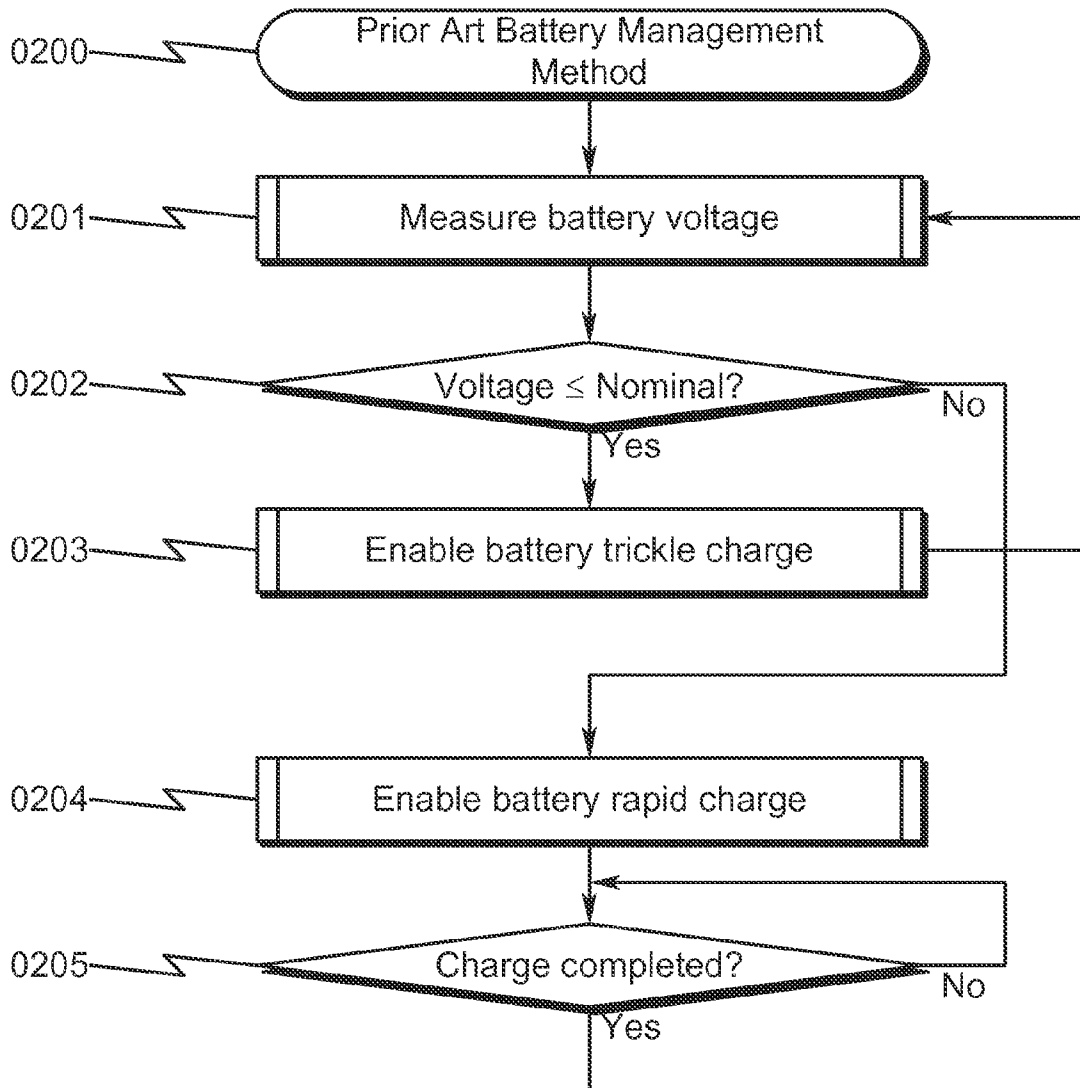 0200
Prior Art Battery Management
Method
0201
Measure battery voltage
0202
Voltage ≤ Nominal?
No
Yes
0203
Enable battery trickle charge
0204
Enable battery rapid charge
0205
Charge completed?
No
Yes